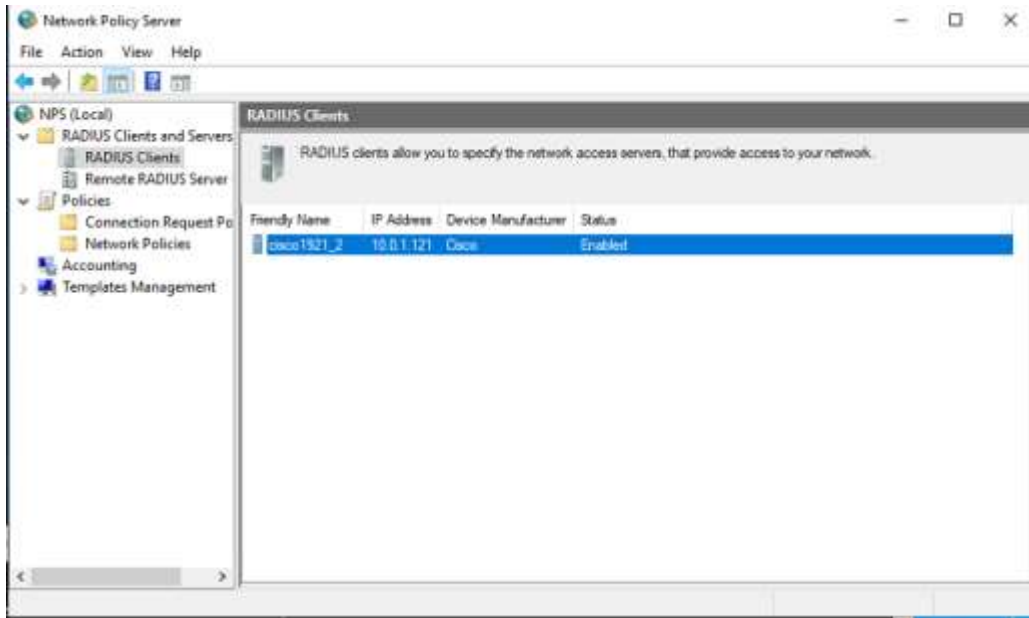 Network Policy Server
File Action View Help
NPS (Local)
RADIUS Clients and Servers
RADIUS Clients
Remote RADIUS Server
Policies
Connection Request Po
Network Policies
Accounting
Templates Management
RADIUS Clients
RADIUS clients allow you to specify the network access servers, that provide access to your network.
Friendly Name IP Address Device Manufacturer Status
cisco1921_2 10.0.1.121 Cisco Enabled